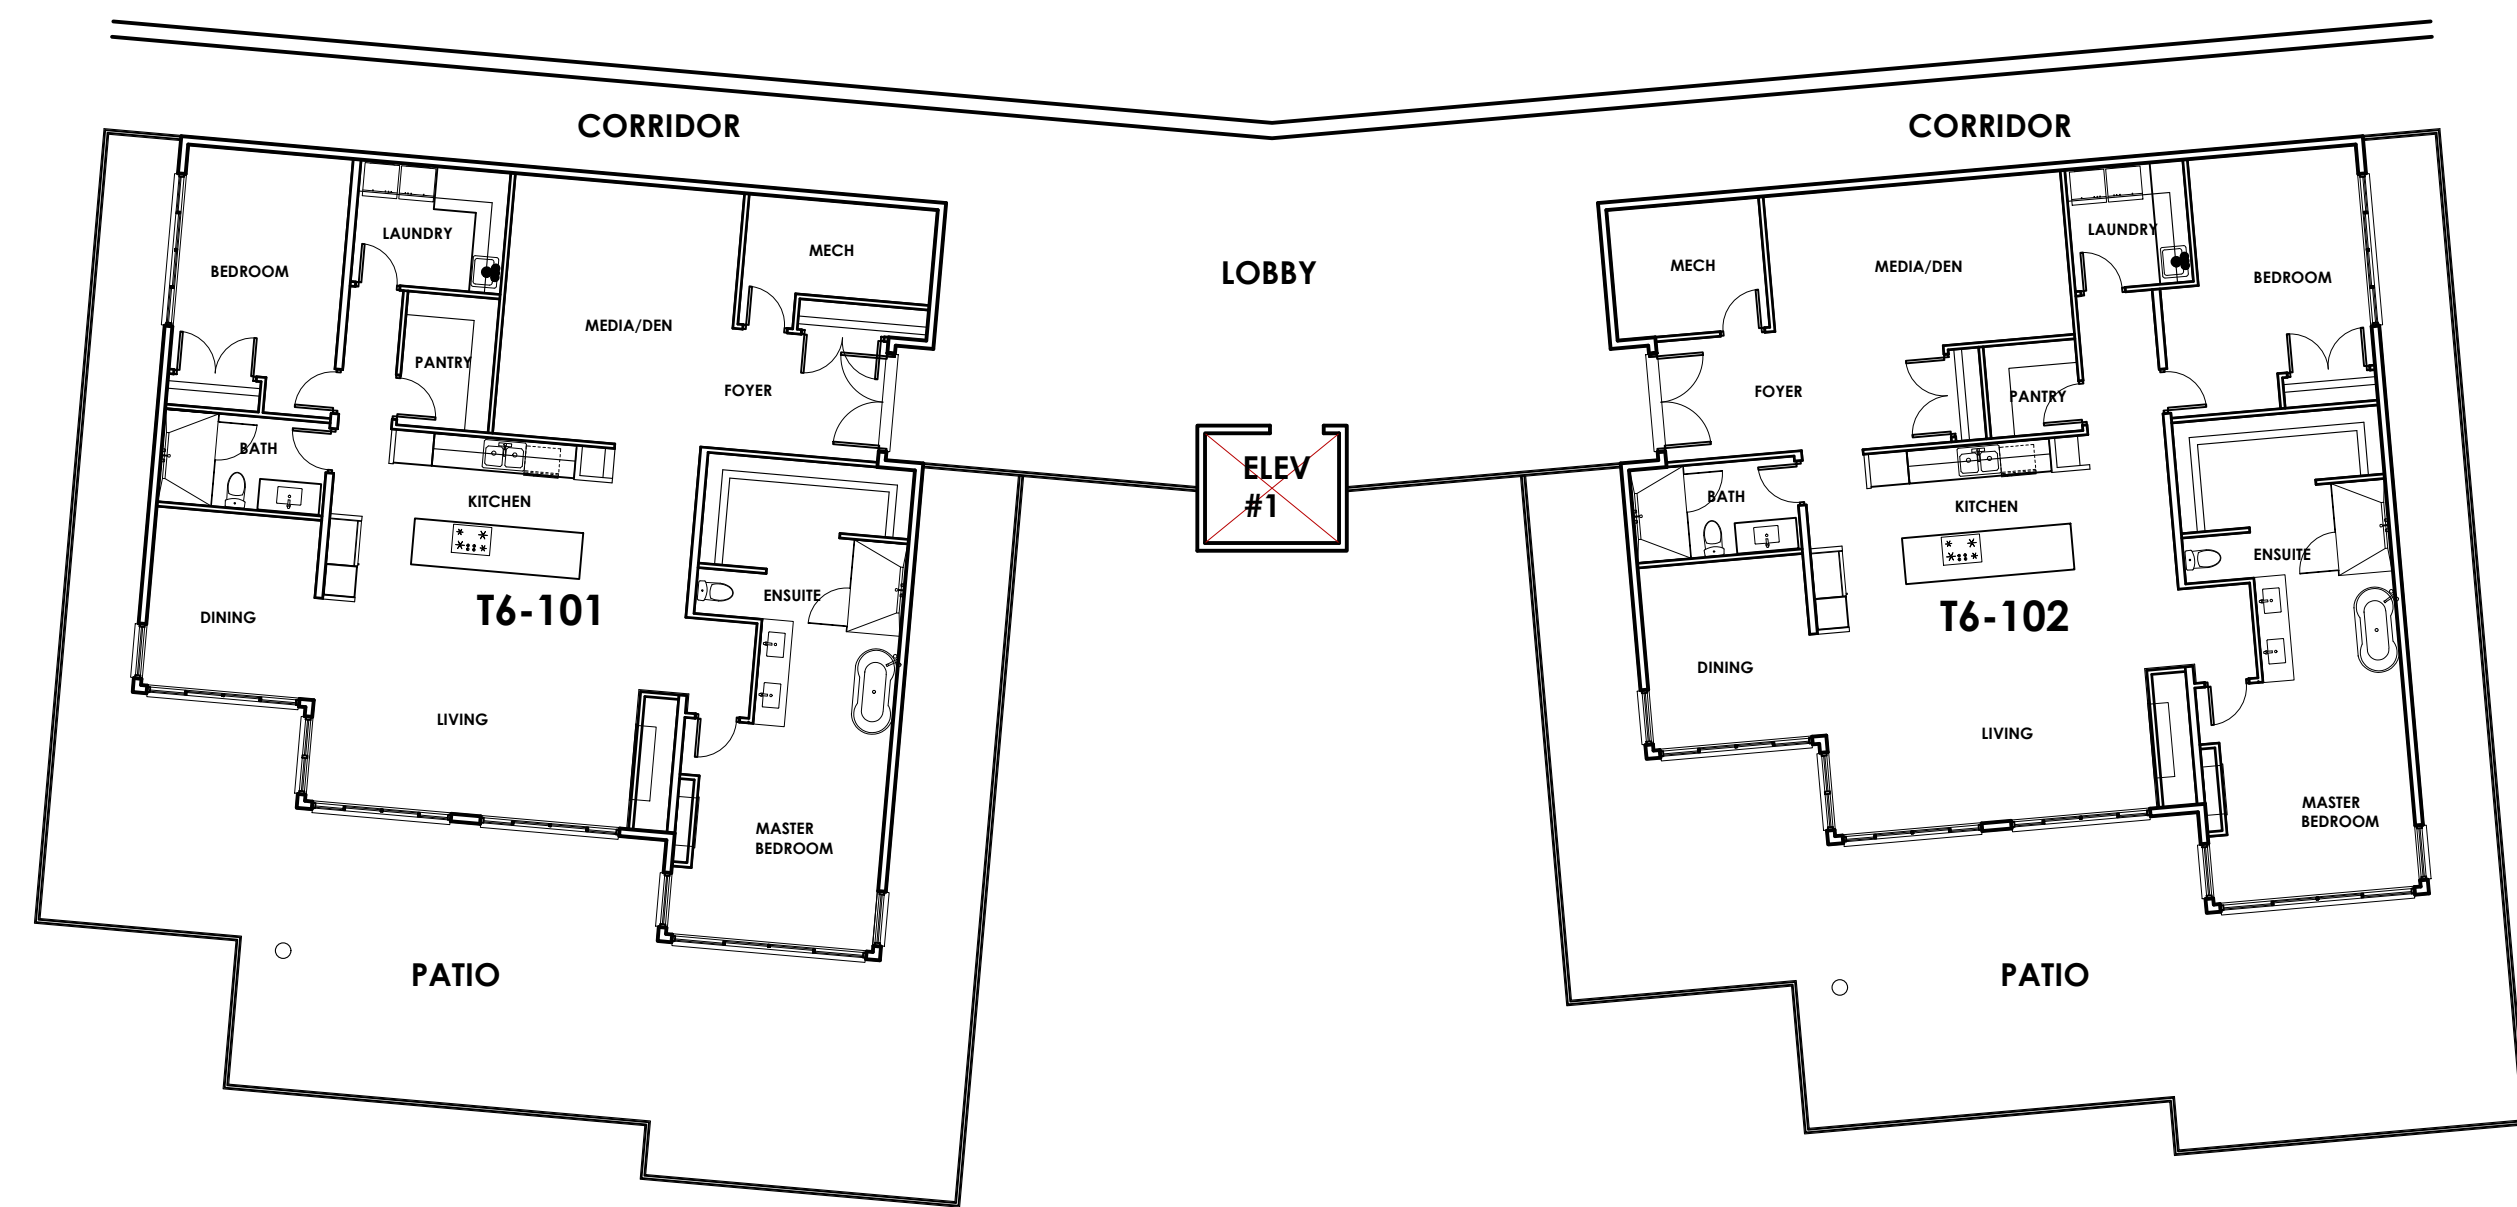 CORRIDOR
CORRIDOR
LOBBY
ELEV
#1
LAUNDRY
BEDROOM
MECH
MEDIA/DEN
PANTRY
FOYER
BATH
KITCHEN
T6-101
ENSUITE
DINING
LIVING
MASTER
BEDROOM
PATIO
LAUNDRY
MECH
MEDIA/DEN
BEDROOM
FOYER
PANTRY
BATH
KITCHEN
ENSUITE
T6-102
DINING
LIVING
MASTER
BEDROOM
PATIO